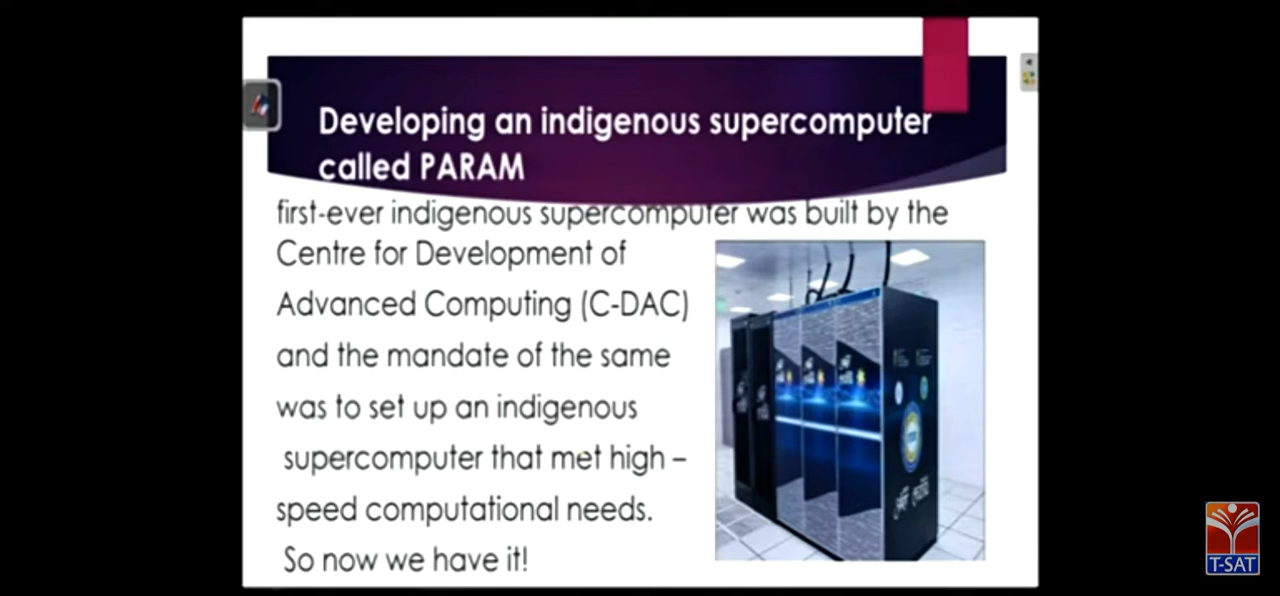 Developing an indigenous supercomputer
called PARAM
first-ever indigenous supercomputer was built by the
Centre for Development of
Advanced Computing (C-DAC)
and the mandate of the same
was to set up an indigenous
supercomputer that met high –
speed computational needs.
So now we have it!
T-SAT